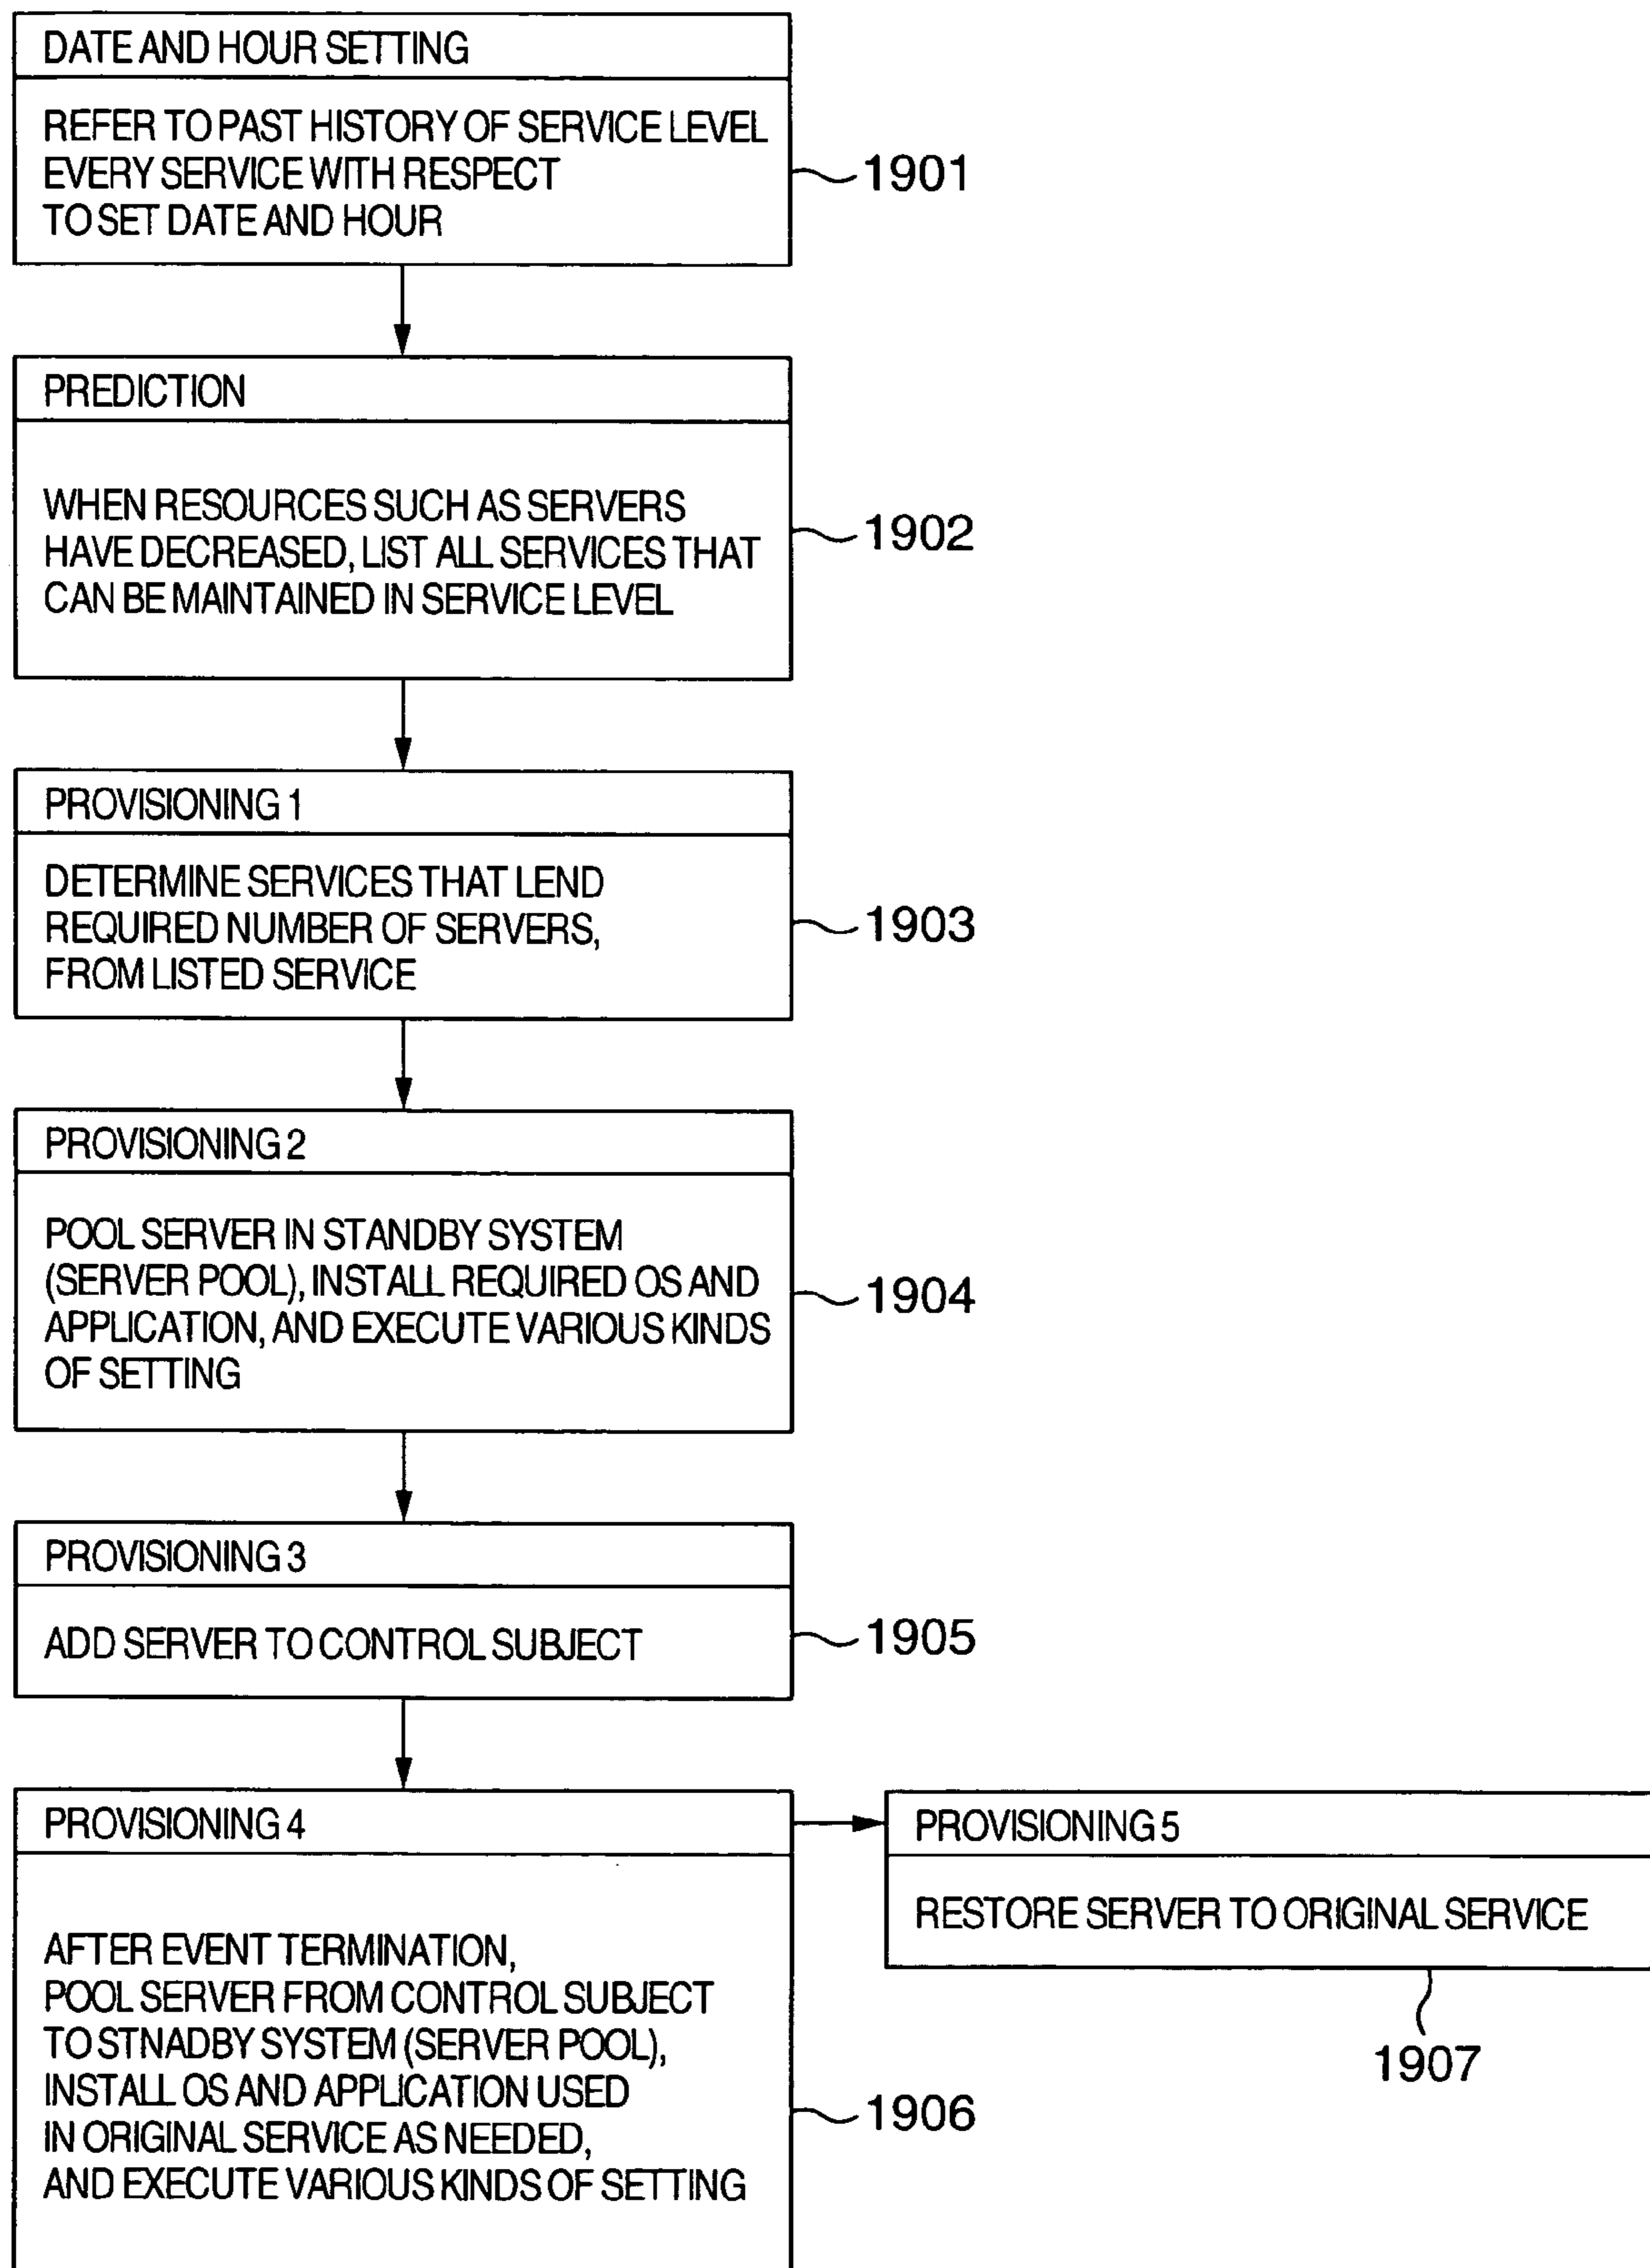 DATE AND HOUR SETTING
REFER TO PAST HISTORY OF SERVICE LEVEL
EVERY SERVICE WITH RESPECT
TO SET DATE AND HOUR
1901
PREDICTION
WHEN RESOURCES SUCH AS SERVERS
HAVE DECREASED, LIST ALL SERVICES THAT
CAN BE MAINTAINED IN SERVICE LEVEL
1902
PROVISIONING 1
DETERMINE SERVICES THAT LEND
REQUIRED NUMBER OF SERVERS,
FROM LISTED SERVICE
1903
PROVISIONING 2
POOL SERVER IN STANDBY SYSTEM
(SERVER POOL), INSTALL REQUIRED OS AND
APPLICATION, AND EXECUTE VARIOUS KINDS
OF SETTING
1904
PROVISIONING 3
ADD SERVER TO CONTROL SUBJECT
1905
PROVISIONING 4
AFTER EVENT TERMINATION,
POOL SERVER FROM CONTROL SUBJECT
TO STNADBY SYSTEM (SERVER POOL),
INSTALL OS AND APPLICATION USED
IN ORIGINAL SERVICE AS NEEDED,
AND EXECUTE VARIOUS KINDS OF SETTING
1906
PROVISIONING 5
RESTORE SERVER TO ORIGINAL SERVICE
1907